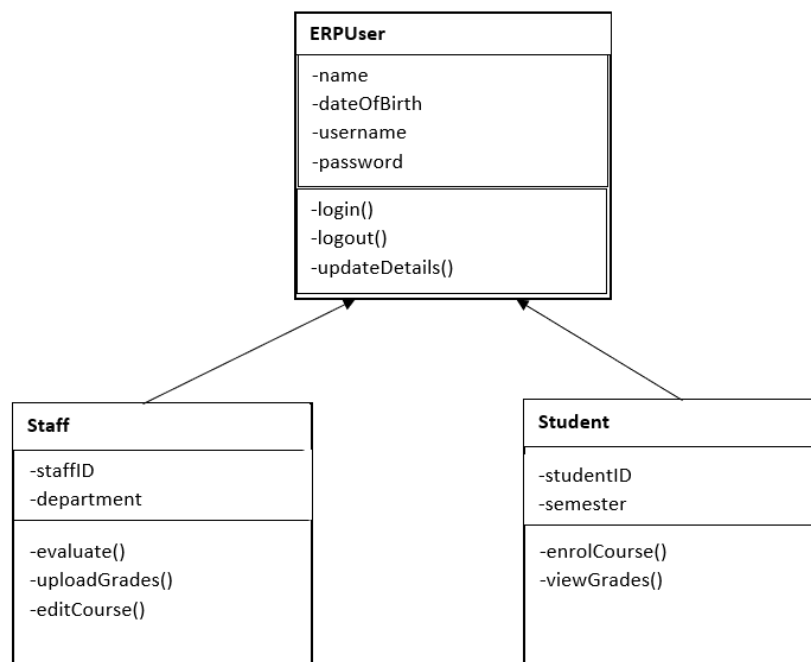 ERPUser
-name
-dateOfBirth
-username
-password
-login()
-logout()
-updateDetails()
Staff
-staffID
-department
-evaluate()
-uploadGrades()
-editCourse()
Student
-studentID
-semester
-enrolCourse()
-viewGrades()